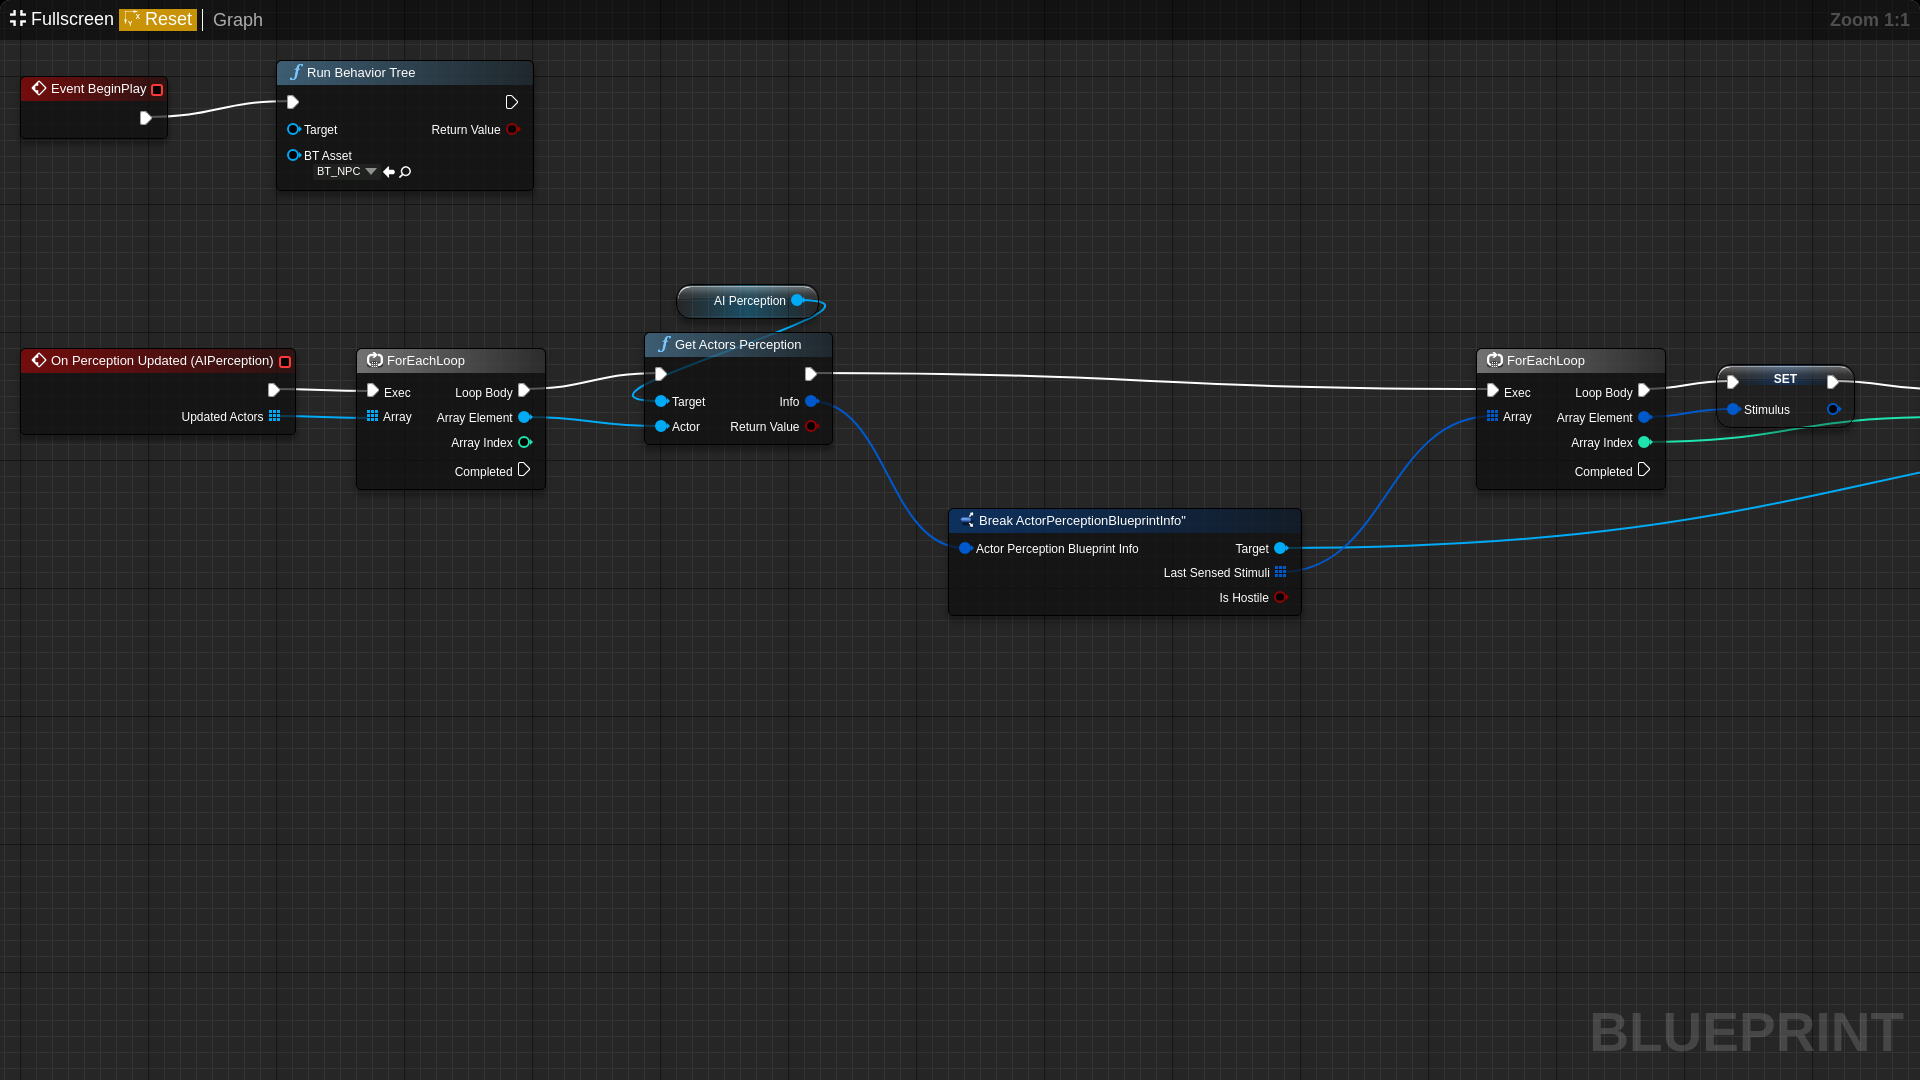 Fullscreen Reset Graph Zoom 1:1
Event BeginPlay
Run Behavior Tree
Target Return Value
BT Asset
BT_NPC
AI Perception
On Perception Updated (AIPerception)
Updated Actors
ForEachLoop
Exec Loop Body
Array Array Element
Array Index
Completed
Get Actors Perception
Target Info
Actor Return Value
Break ActorPerceptionBlueprintInfo"
Actor Perception Blueprint Info Target
Last Sensed Stimuli
Is Hostile
ForEachLoop
Exec Loop Body
Array Array Element
Array Index
Completed
SET
Stimulus
BLUEPRINT